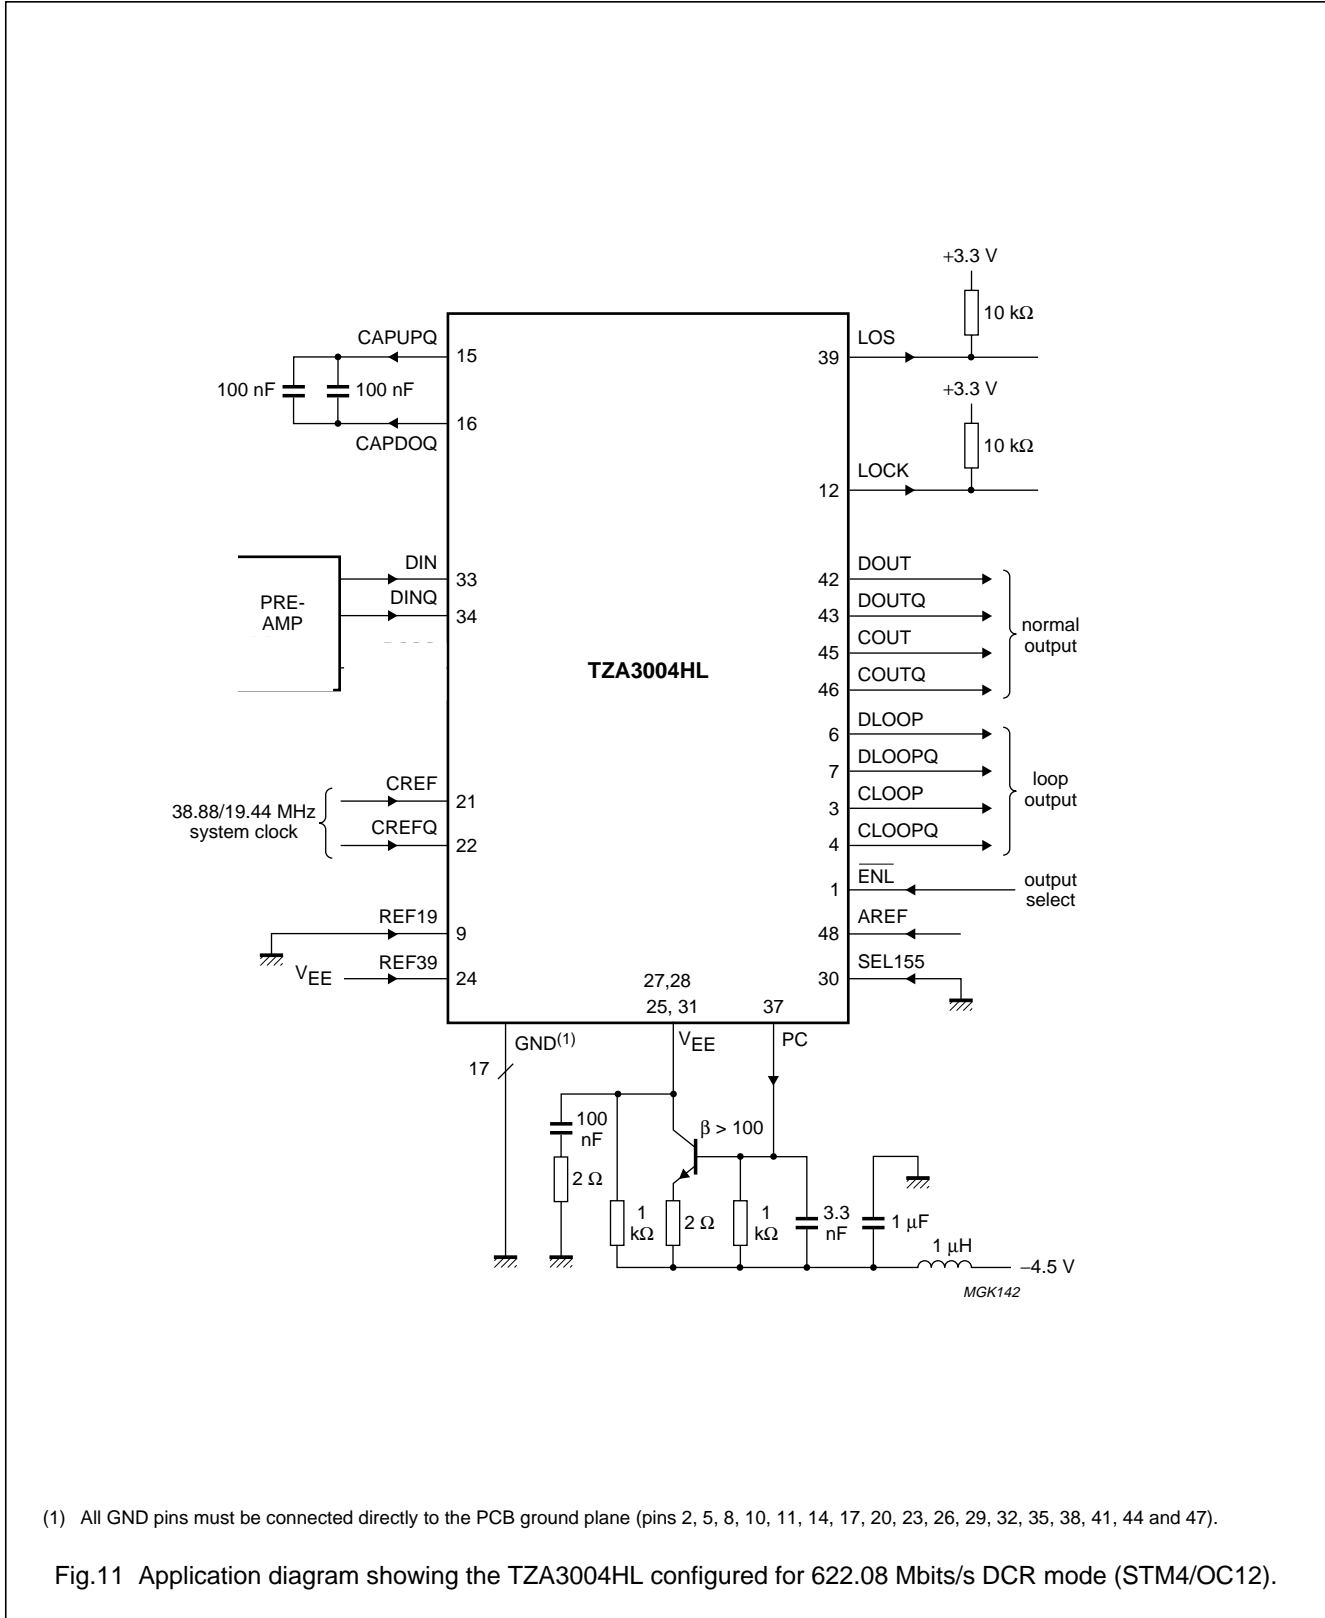 +3.3 V
10 kΩ
CAPUPQ
15
39
LOS
100 nF
100 nF
+3.3 V
10 kΩ
16
CAPDOQ
LOCK
12
DIN
33
DINQ
34
PRE-
AMP
TZA3004HL
42
DOUT
43
DOUTQ
45
COUT
46
COUTQ
normal
output
6
DLOOP
7
DLOOPQ
3
CLOOP
4
CLOOPQ
loop
output
38.88/19.44 MHz
system clock
CREF
21
CREFQ
22
1
ENL
output
select
REF19
9
48
AREF
VEE
REF39
24
30
SEL155
27,28
25, 31
37
GND(1)
17
VEE
PC
100
nF
2 Ω
β > 100
1
kΩ
2 Ω
1
kΩ
3.3
nF
1 μF
1 μH
−4.5 V
MGK142
(1) All GND pins must be connected directly to the PCB ground plane (pins 2, 5, 8, 10, 11, 14, 17, 20, 23, 26, 29, 32, 35, 38, 41, 44 and 47).
Fig.11 Application diagram showing the TZA3004HL configured for 622.08 Mbits/s DCR mode (STM4/OC12).